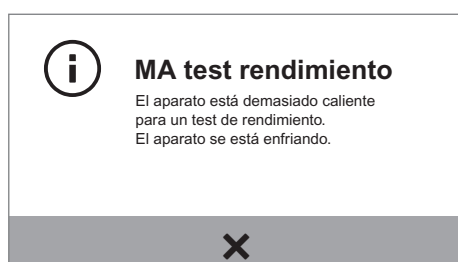 MA test rendimiento
El aparato está demasiado caliente
para un test de rendimiento.
El aparato se está enfriando.